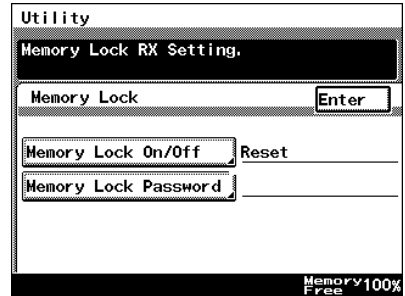 Utility
Memory Lock RX Setting.
Memory Lock
Enter
Memory Lock On/Off
Reset
Memory Lock Password
Memory Free 100%